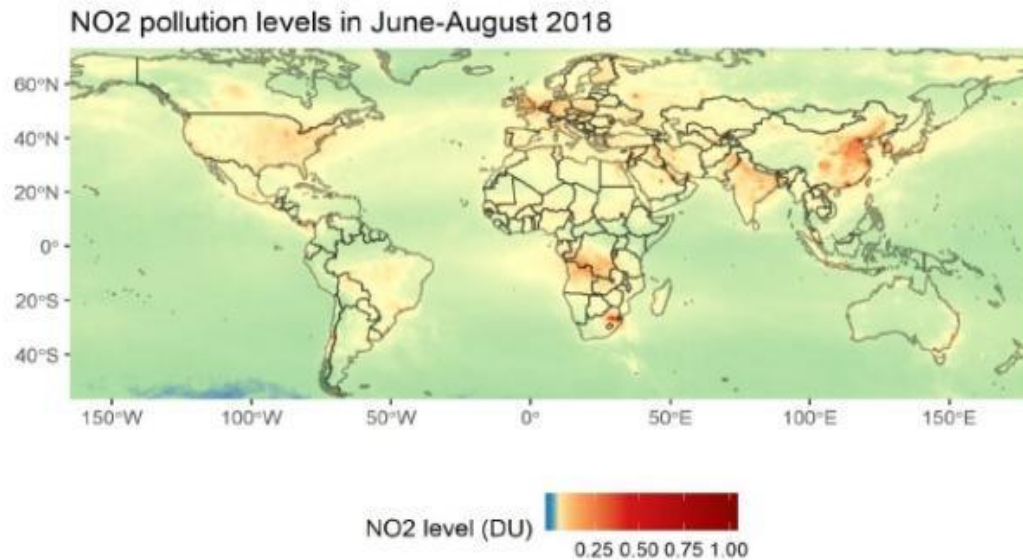 NO2 pollution levels in June-August 2018
60°N
40°N
20°N
0°
20°S
40°S
150°W 100°W 50°W 0° 50°E 100°E 150°E
NO2 level (DU)
0.25 0.50 0.75 1.00